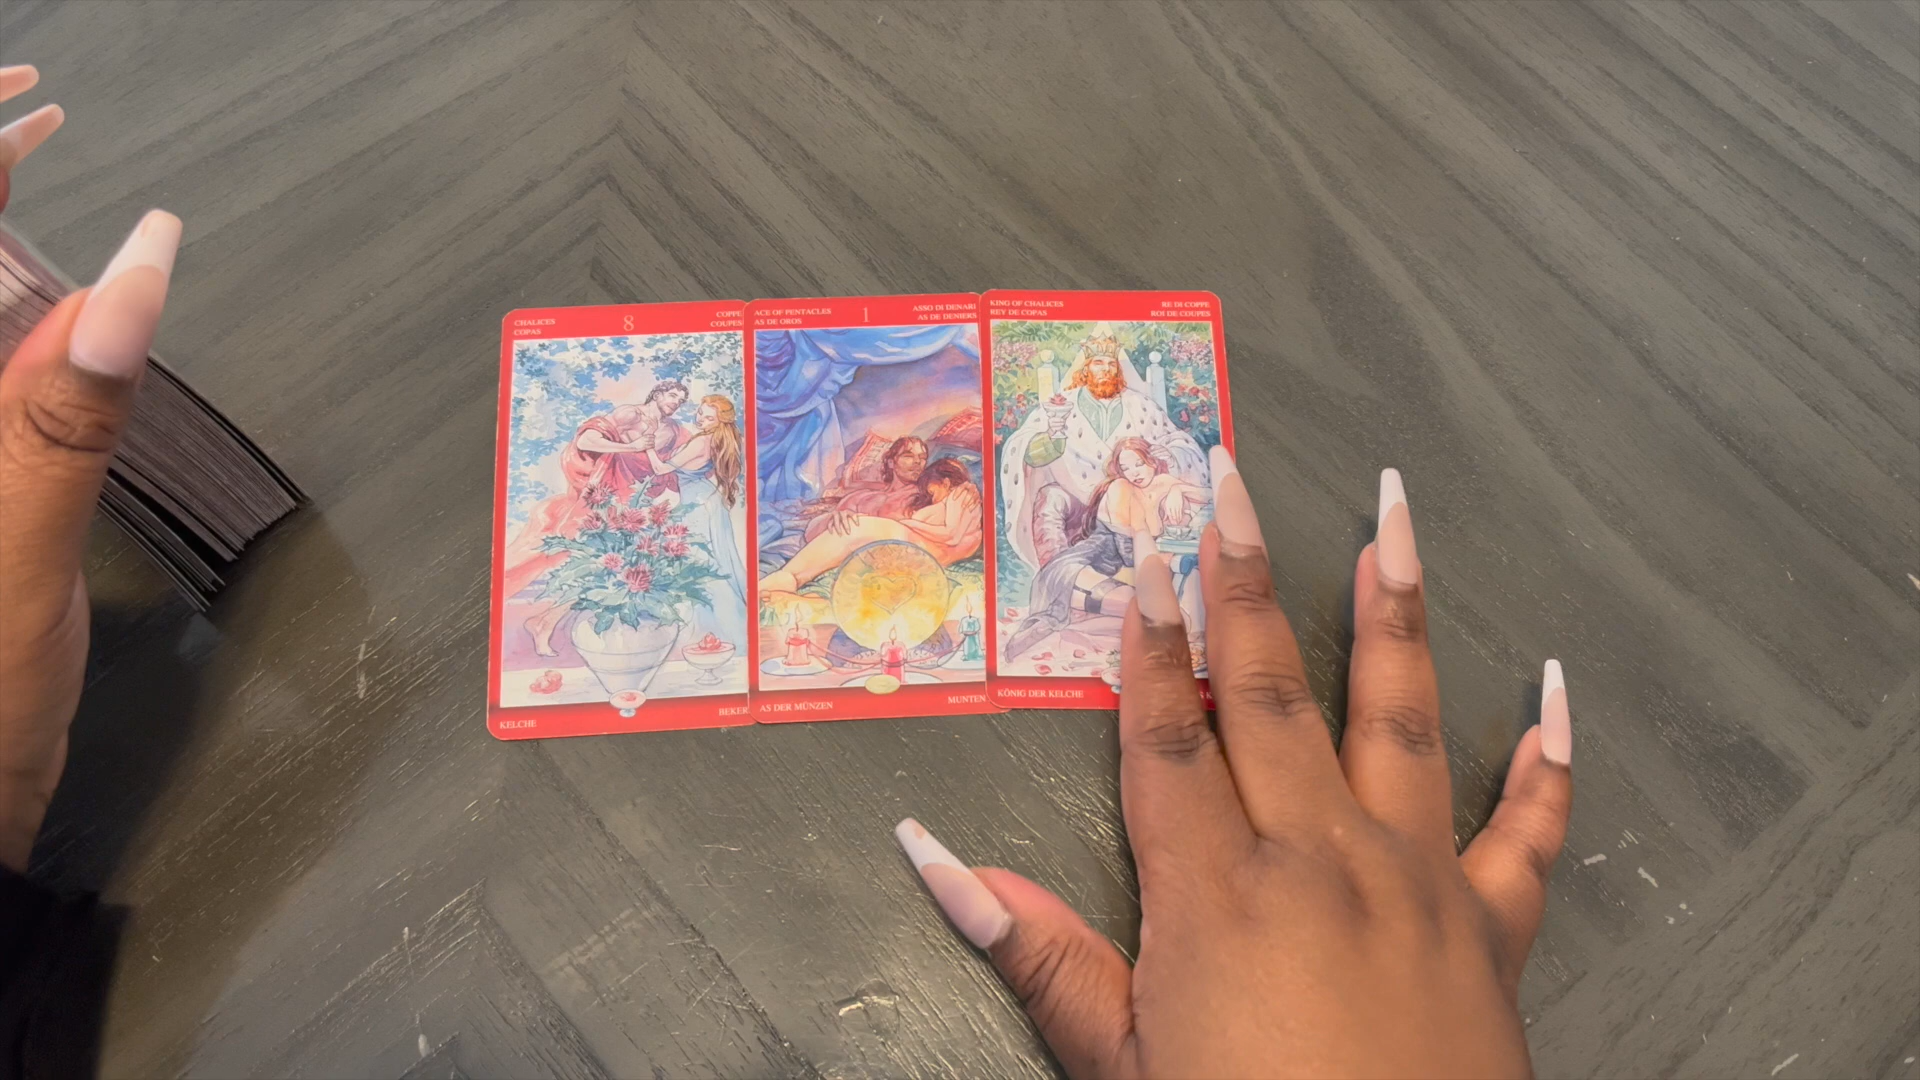 CHALICES
COPAS
8
COPPE
COUPES
KELCHE
BEKER
ACE OF PENTACLES
AS DE OROS
1
ASSO DI DENARI
AS DE DENIERS
AS DER MÜNZEN
MUNTEN
KING OF CHALICES
REY DE COPAS
RE DI COPPE
ROI DE COUPES
KÖNIG DER KELCHE